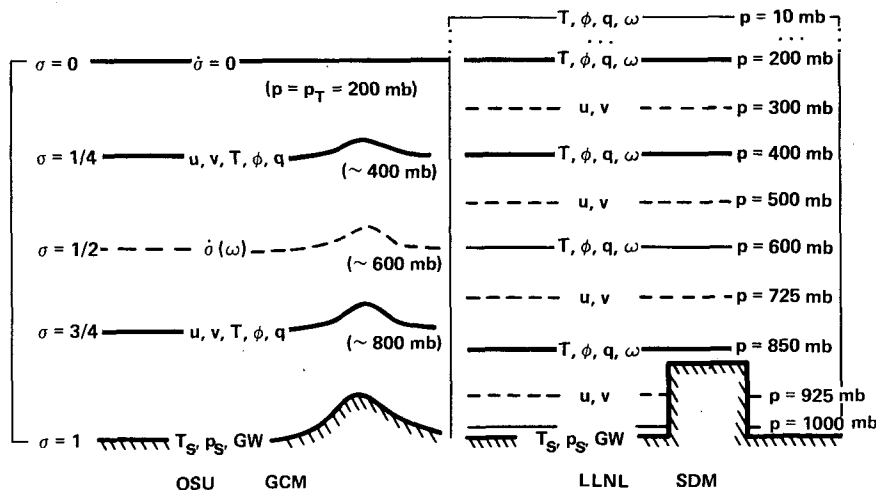 σ = 0 σ̇ = 0
(p = p_T = 200 mb)
σ = 1/4 u, v, T, ϕ, q
(~ 400 mb)
σ = 1/2 σ̇ (ω)
(~ 600 mb)
σ = 3/4 u, v, T, ϕ, q
(~ 800 mb)
σ = 1 T_S, p_S, GW
OSU GCM
T, ϕ, q, ω p = 10 mb
... ...
T, ϕ, q, ω p = 200 mb
u, v p = 300 mb
T, ϕ, q, ω p = 400 mb
u, v p = 500 mb
T, ϕ, q, ω p = 600 mb
u, v p = 725 mb
T, ϕ, q, ω p = 850 mb
u, v p = 925 mb
p = 1000 mb
T_S, p_S, GW
LLNL SDM